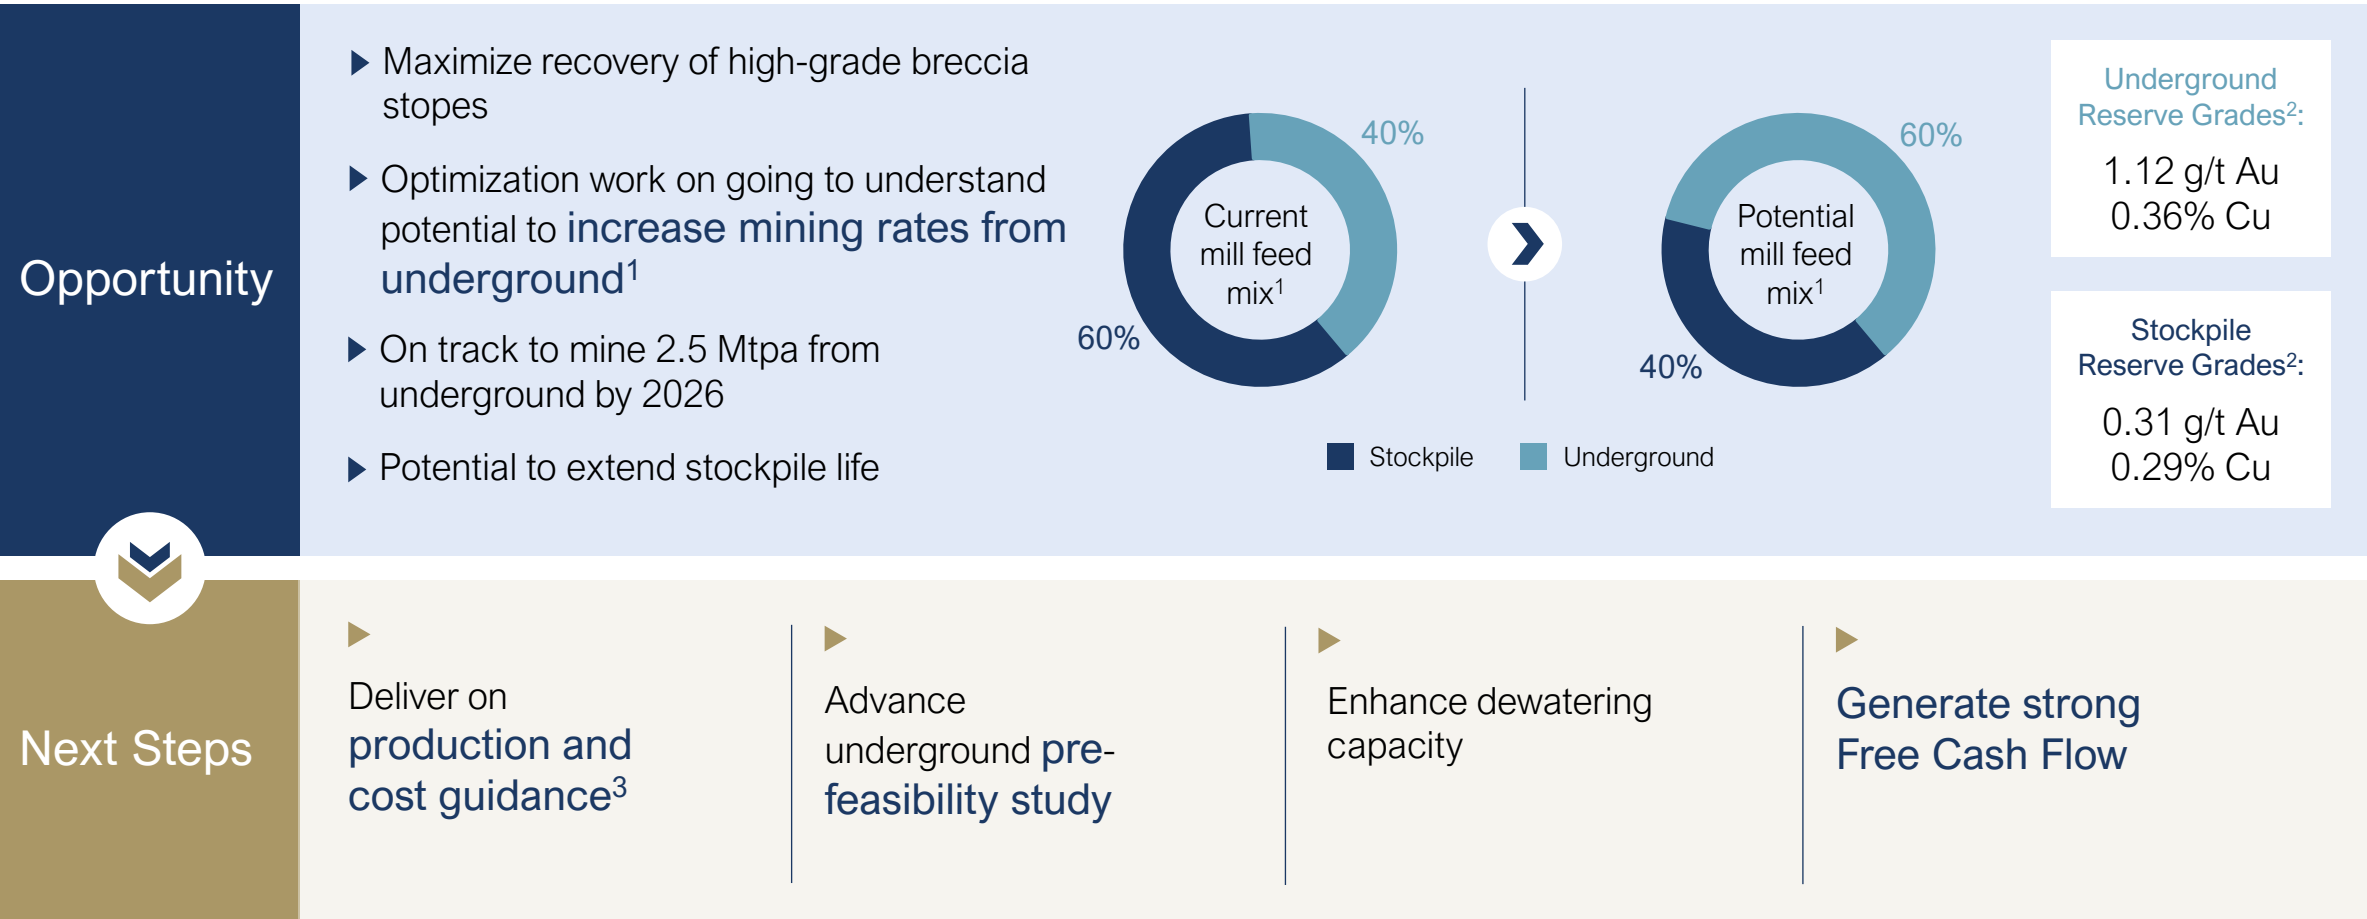 Opportunity
Maximize recovery of high-grade breccia
stopes
Optimization work on going to understand
potential to increase mining rates from
underground¹
On track to mine 2.5 Mtpa from
underground by 2026
Potential to extend stockpile life
40%
Current
mill feed
mix¹
60%
60%
Potential
mill feed
mix¹
40%
Stockpile
Underground
Underground
Reserve Grades²:
1.12 g/t Au
0.36% Cu
Stockpile
Reserve Grades²:
0.31 g/t Au
0.29% Cu
Next Steps
Deliver on
production and
cost guidance³
Advance
underground pre-
feasibility study
Enhance dewatering
capacity
Generate strong
Free Cash Flow